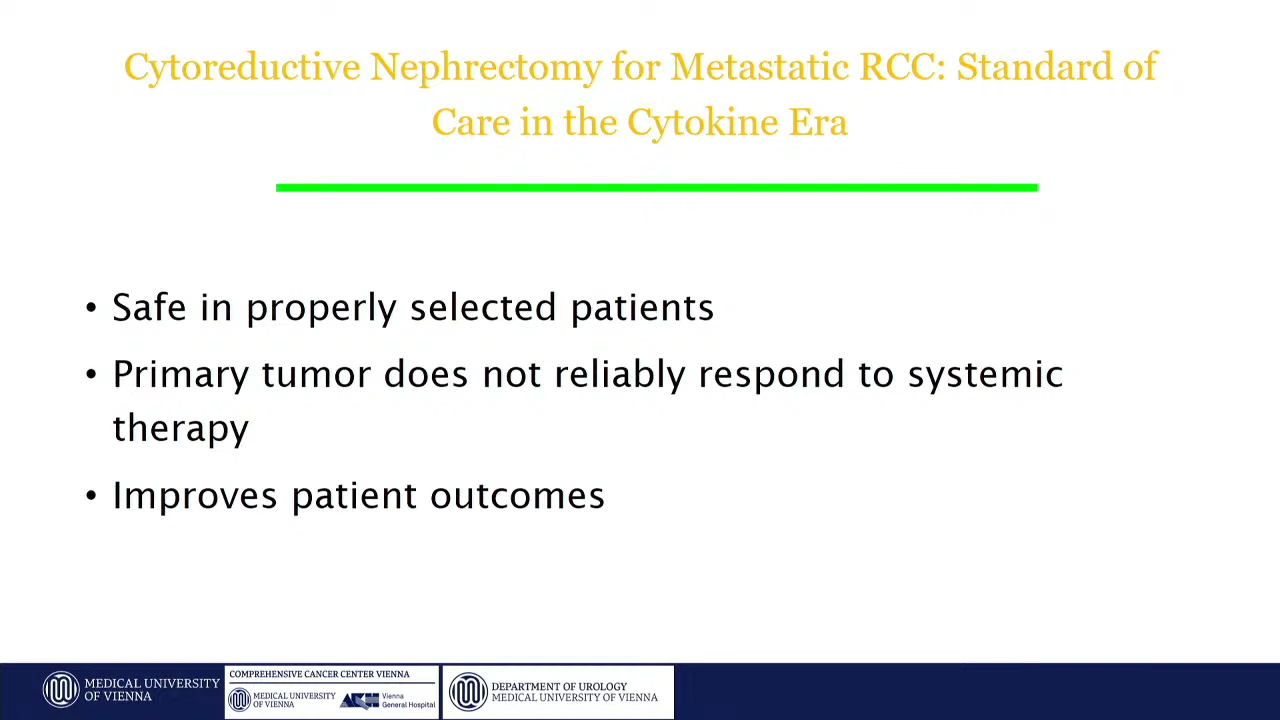 Cytoreductive Nephrectomy for Metastatic RCC: Standard of
Care in the Cytokine Era
• Safe in properly selected patients
• Primary tumor does not reliably respond to systemic
therapy
• Improves patient outcomes
MEDICAL UNIVERSITY
OF VIENNA
COMPREHENSIVE CANCER CENTER VIENNA
MEDICAL UNIVERSITY
OF VIENNA
AKH
Vienna
General Hospital
DEPARTMENT OF UROLOGY
MEDICAL UNIVERSITY OF VIENNA